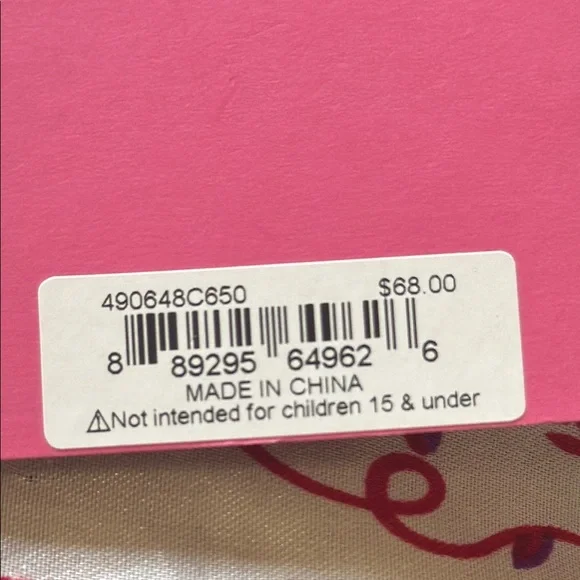 490648C650 $68.00
8 89295 64962 6
MADE IN CHINA
⚠Not intended for children 15 & under